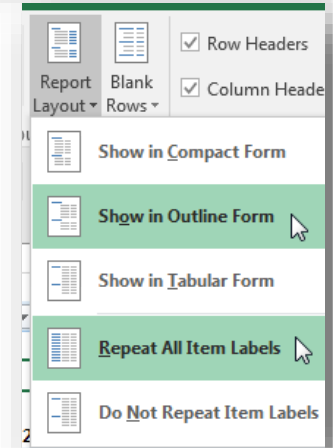 Report Layout
Blank Rows
Row Headers
Column Heade
Show in Compact Form
Show in Outline Form
Show in Tabular Form
Repeat All Item Labels
Do Not Repeat Item Labels
2